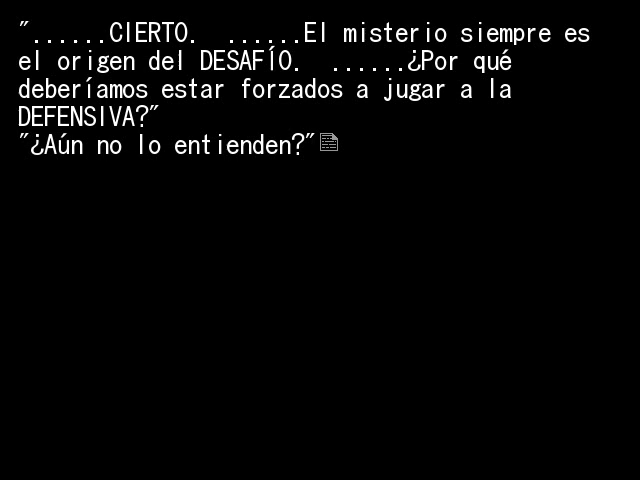 "......CIERTO.  ......El misterio siempre es
el origen del DESAFÍO.  ......¿Por qué
deberíamos estar forzados a jugar a la
DEFENSIVA?"
"¿Aún no lo entienden?"